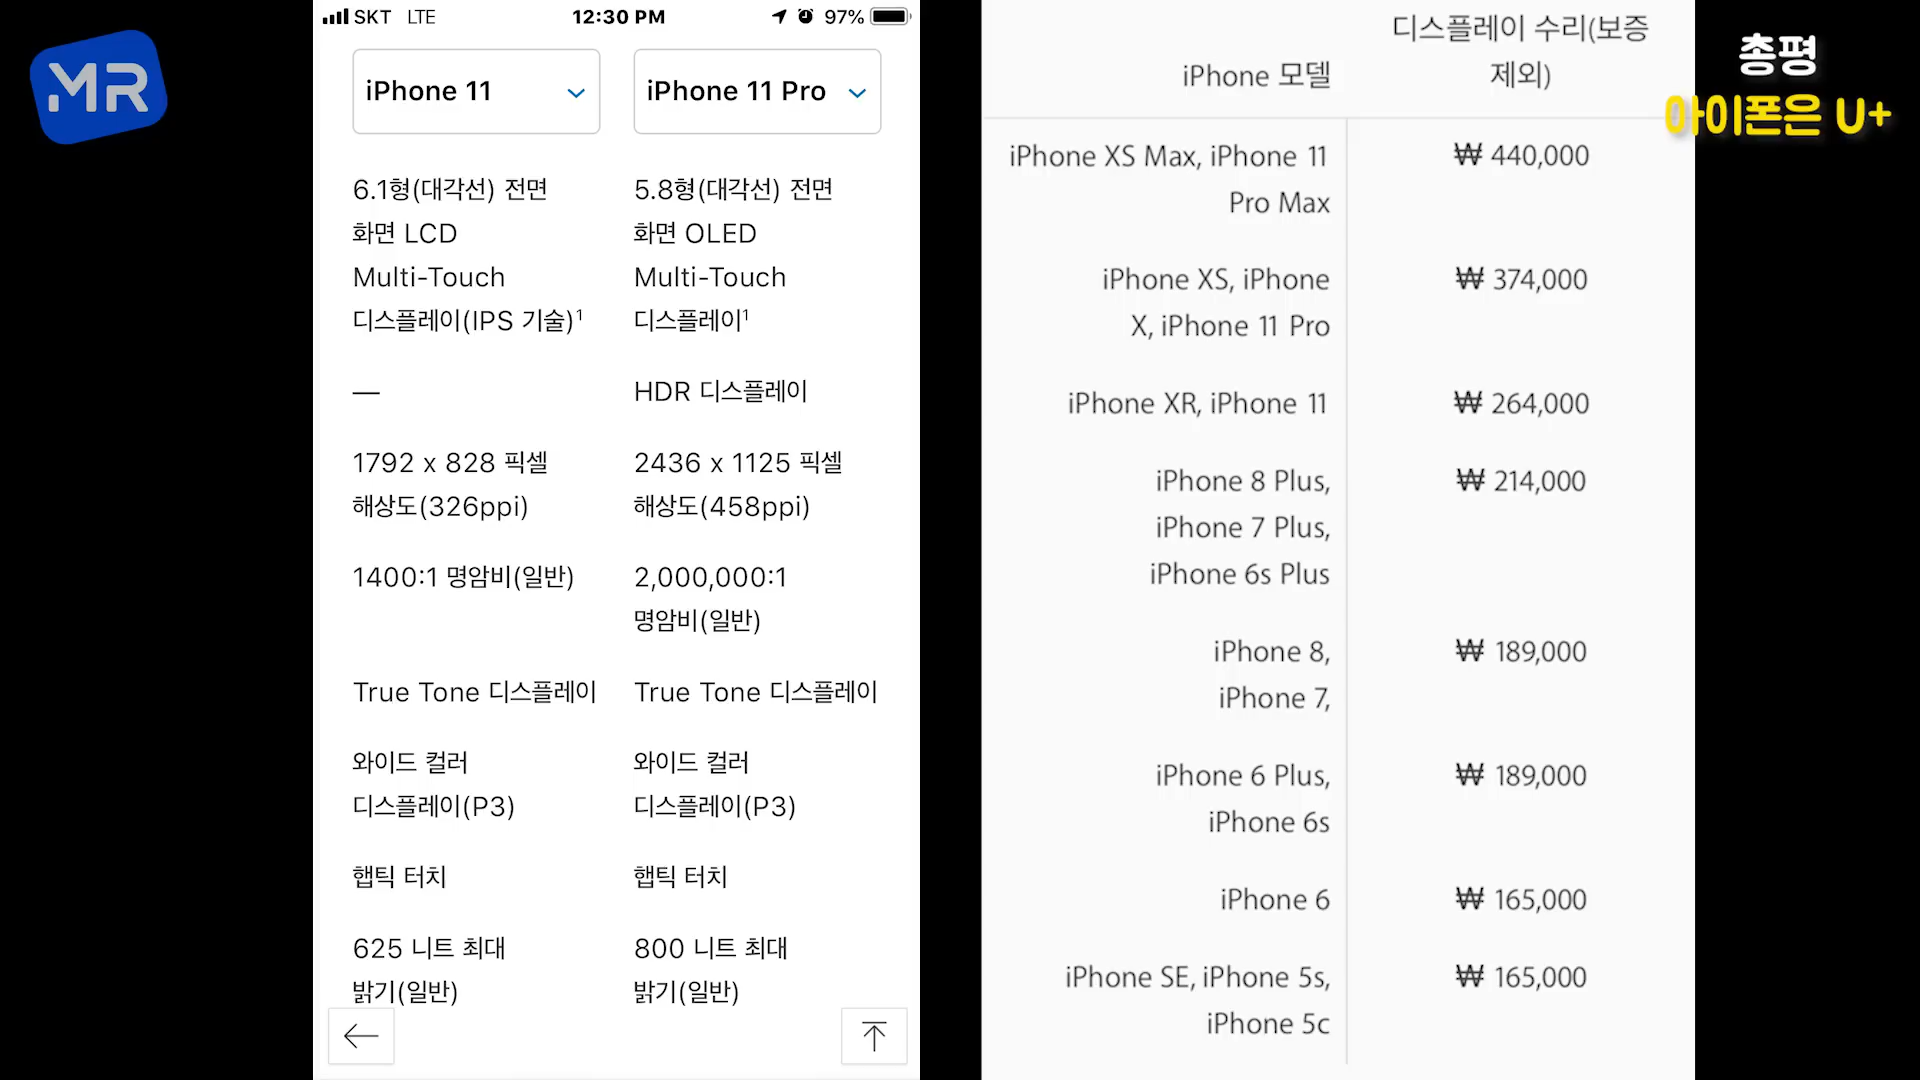 MR
SKT LTE 12:30 PM 97%
iPhone 11
iPhone 11 Pro
6.1형(대각선) 전면
화면 LCD
Multi-Touch
디스플레이(IPS 기술)¹
5.8형(대각선) 전면
화면 OLED
Multi-Touch
디스플레이¹
—
HDR 디스플레이
1792 x 828 픽셀
해상도(326ppi)
2436 x 1125 픽셀
해상도(458ppi)
1400:1 명암비(일반)
2,000,000:1
명암비(일반)
True Tone 디스플레이
True Tone 디스플레이
와이드 컬러
디스플레이(P3)
와이드 컬러
디스플레이(P3)
햅틱 터치
햅틱 터치
625 니트 최대
밝기(일반)
800 니트 최대
밝기(일반)
iPhone 모델
디스플레이 수리(보증
제외)
iPhone XS Max, iPhone 11
Pro Max
₩ 440,000
iPhone XS, iPhone
X, iPhone 11 Pro
₩ 374,000
iPhone XR, iPhone 11
₩ 264,000
iPhone 8 Plus,
iPhone 7 Plus,
iPhone 6s Plus
₩ 214,000
iPhone 8,
iPhone 7,
₩ 189,000
iPhone 6 Plus,
iPhone 6s
₩ 189,000
iPhone 6
₩ 165,000
iPhone SE, iPhone 5s,
iPhone 5c
₩ 165,000
총평
아이폰은 U+